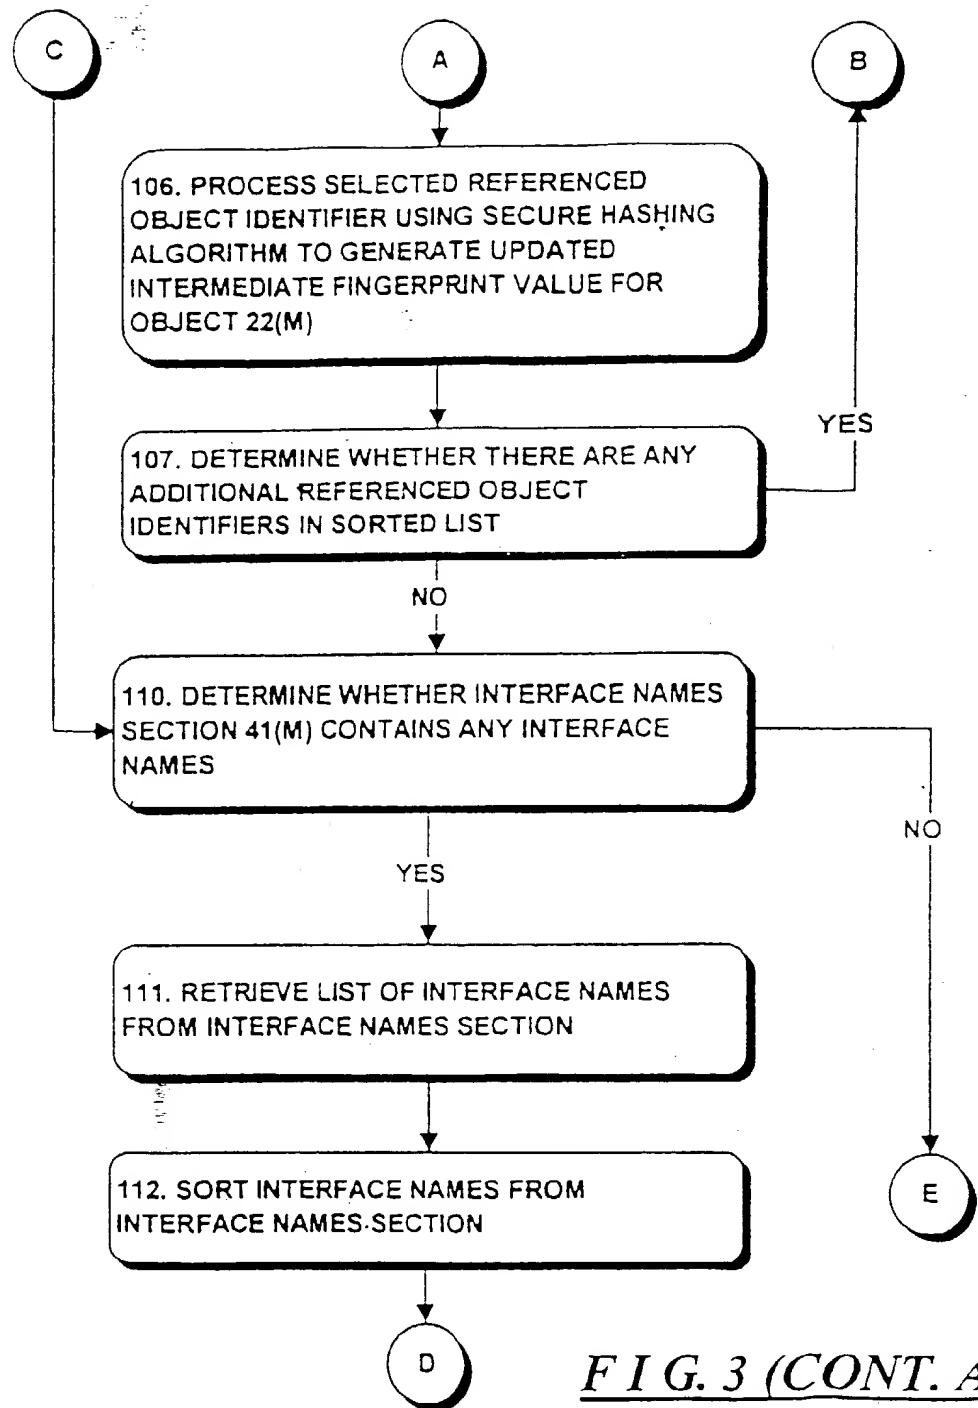 C
A
B
106. PROCESS SELECTED REFERENCED
OBJECT IDENTIFIER USING SECURE HASHING
ALGORITHM TO GENERATE UPDATED
INTERMEDIATE FINGERPRINT VALUE FOR
OBJECT 22(M)
YES
107. DETERMINE WHETHER THERE ARE ANY
ADDITIONAL REFERENCED OBJECT
IDENTIFIERS IN SORTED LIST
NO
110. DETERMINE WHETHER INTERFACE NAMES
SECTION 41(M) CONTAINS ANY INTERFACE
NAMES
NO
YES
111. RETRIEVE LIST OF INTERFACE NAMES
FROM INTERFACE NAMES SECTION
112. SORT INTERFACE NAMES FROM
INTERFACE NAMES SECTION
E
D
FIG. 3 (CONT. A